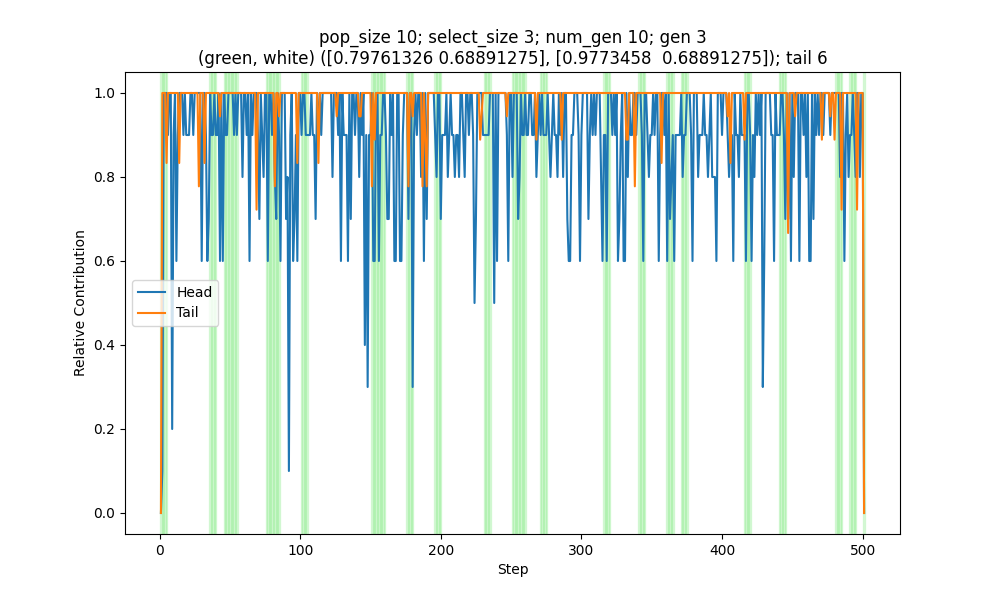 pop_size 10; select_size 3; num_gen 10; gen 3
(green, white) ([0.79761326 0.68891275], [0.9773458  0.68891275]); tail 6
1.0
0.8
0.6
0.4
0.2
0.0
Relative Contribution
Head
Tail
0
100
200
300
400
500
Step